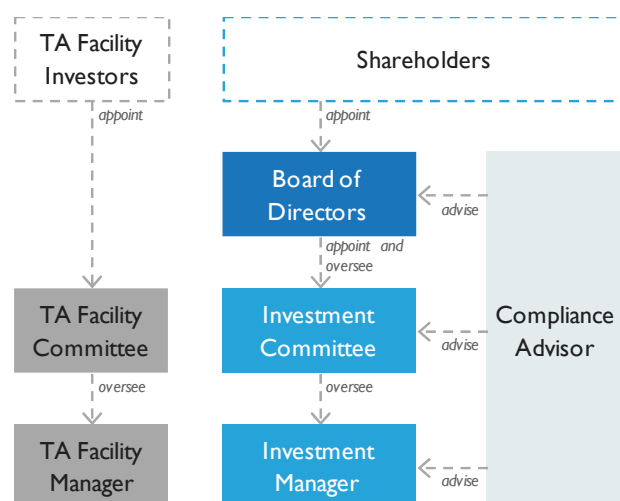 TA Facility
Investors
Shareholders
appoint
appoint
Board of
Directors
advise
appoint and
oversee
TA Facility
Committee
Investment
Committee
Compliance
Advisor
advise
oversee
oversee
TA Facility
Manager
Investment
Manager
advise